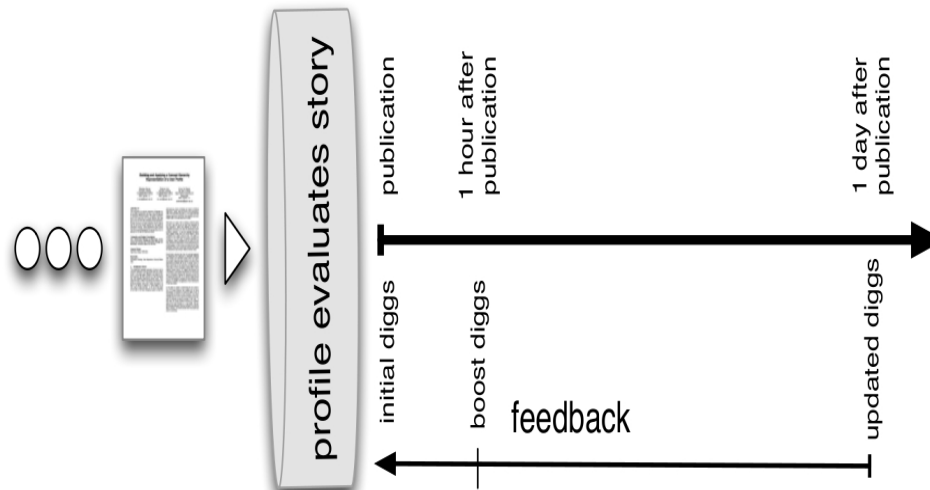 profile evaluates story
publication
1 hour after
publication
1 day after
publication
initial diggs
boost diggs
updated diggs
feedback